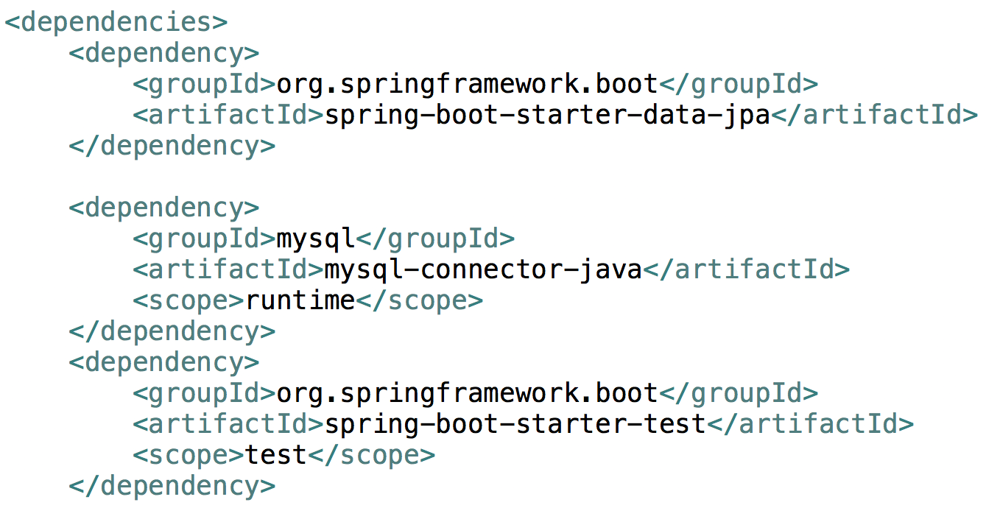 <dependencies>
<dependency>
<groupId>org.springframework.boot</groupId>
<artifactId>spring-boot-starter-data-jpa</artifactId>
</dependency>
<dependency>
<groupId>mysql</groupId>
<artifactId>mysql-connector-java</artifactId>
<scope>runtime</scope>
</dependency>
<dependency>
<groupId>org.springframework.boot</groupId>
<artifactId>spring-boot-starter-test</artifactId>
<scope>test</scope>
</dependency>